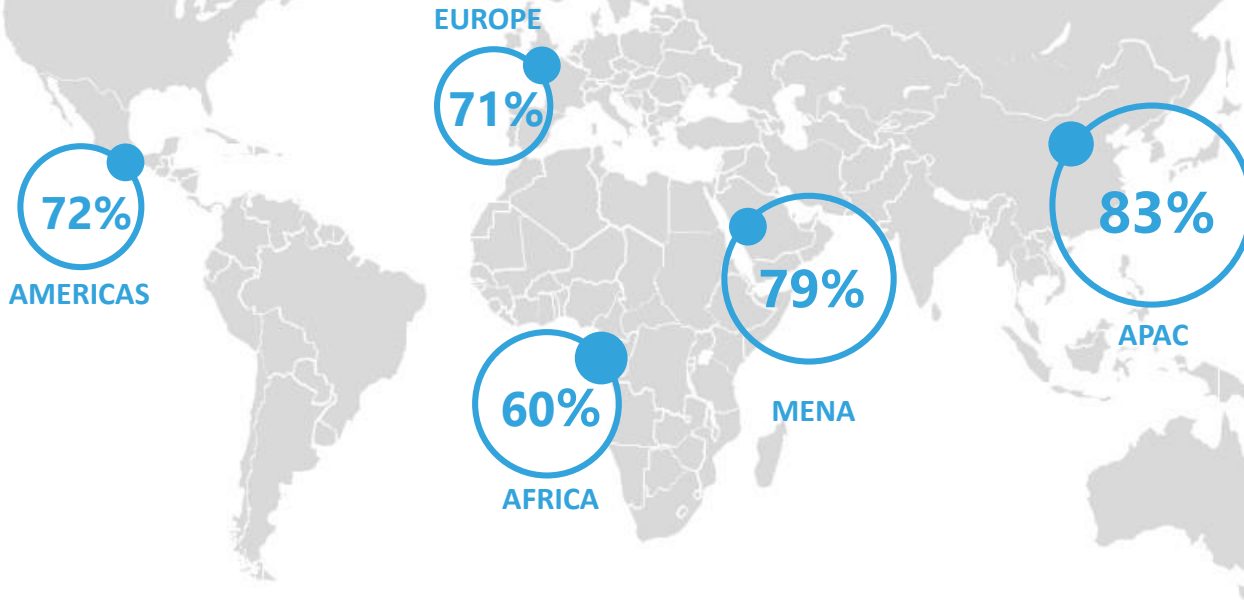 EUROPE
71%
72%
AMERICAS
83%
APAC
79%
MENA
60%
AFRICA